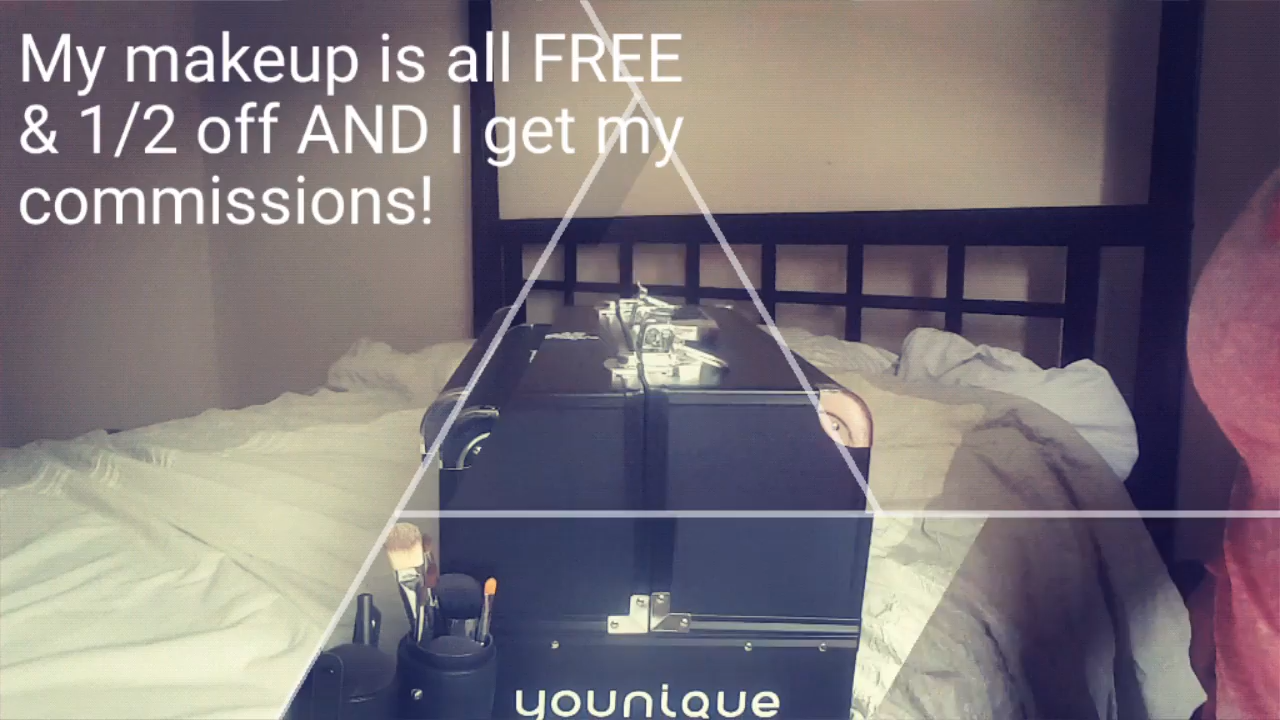 My makeup is all FREE
& 1/2 off AND I get my
commissions!
younique